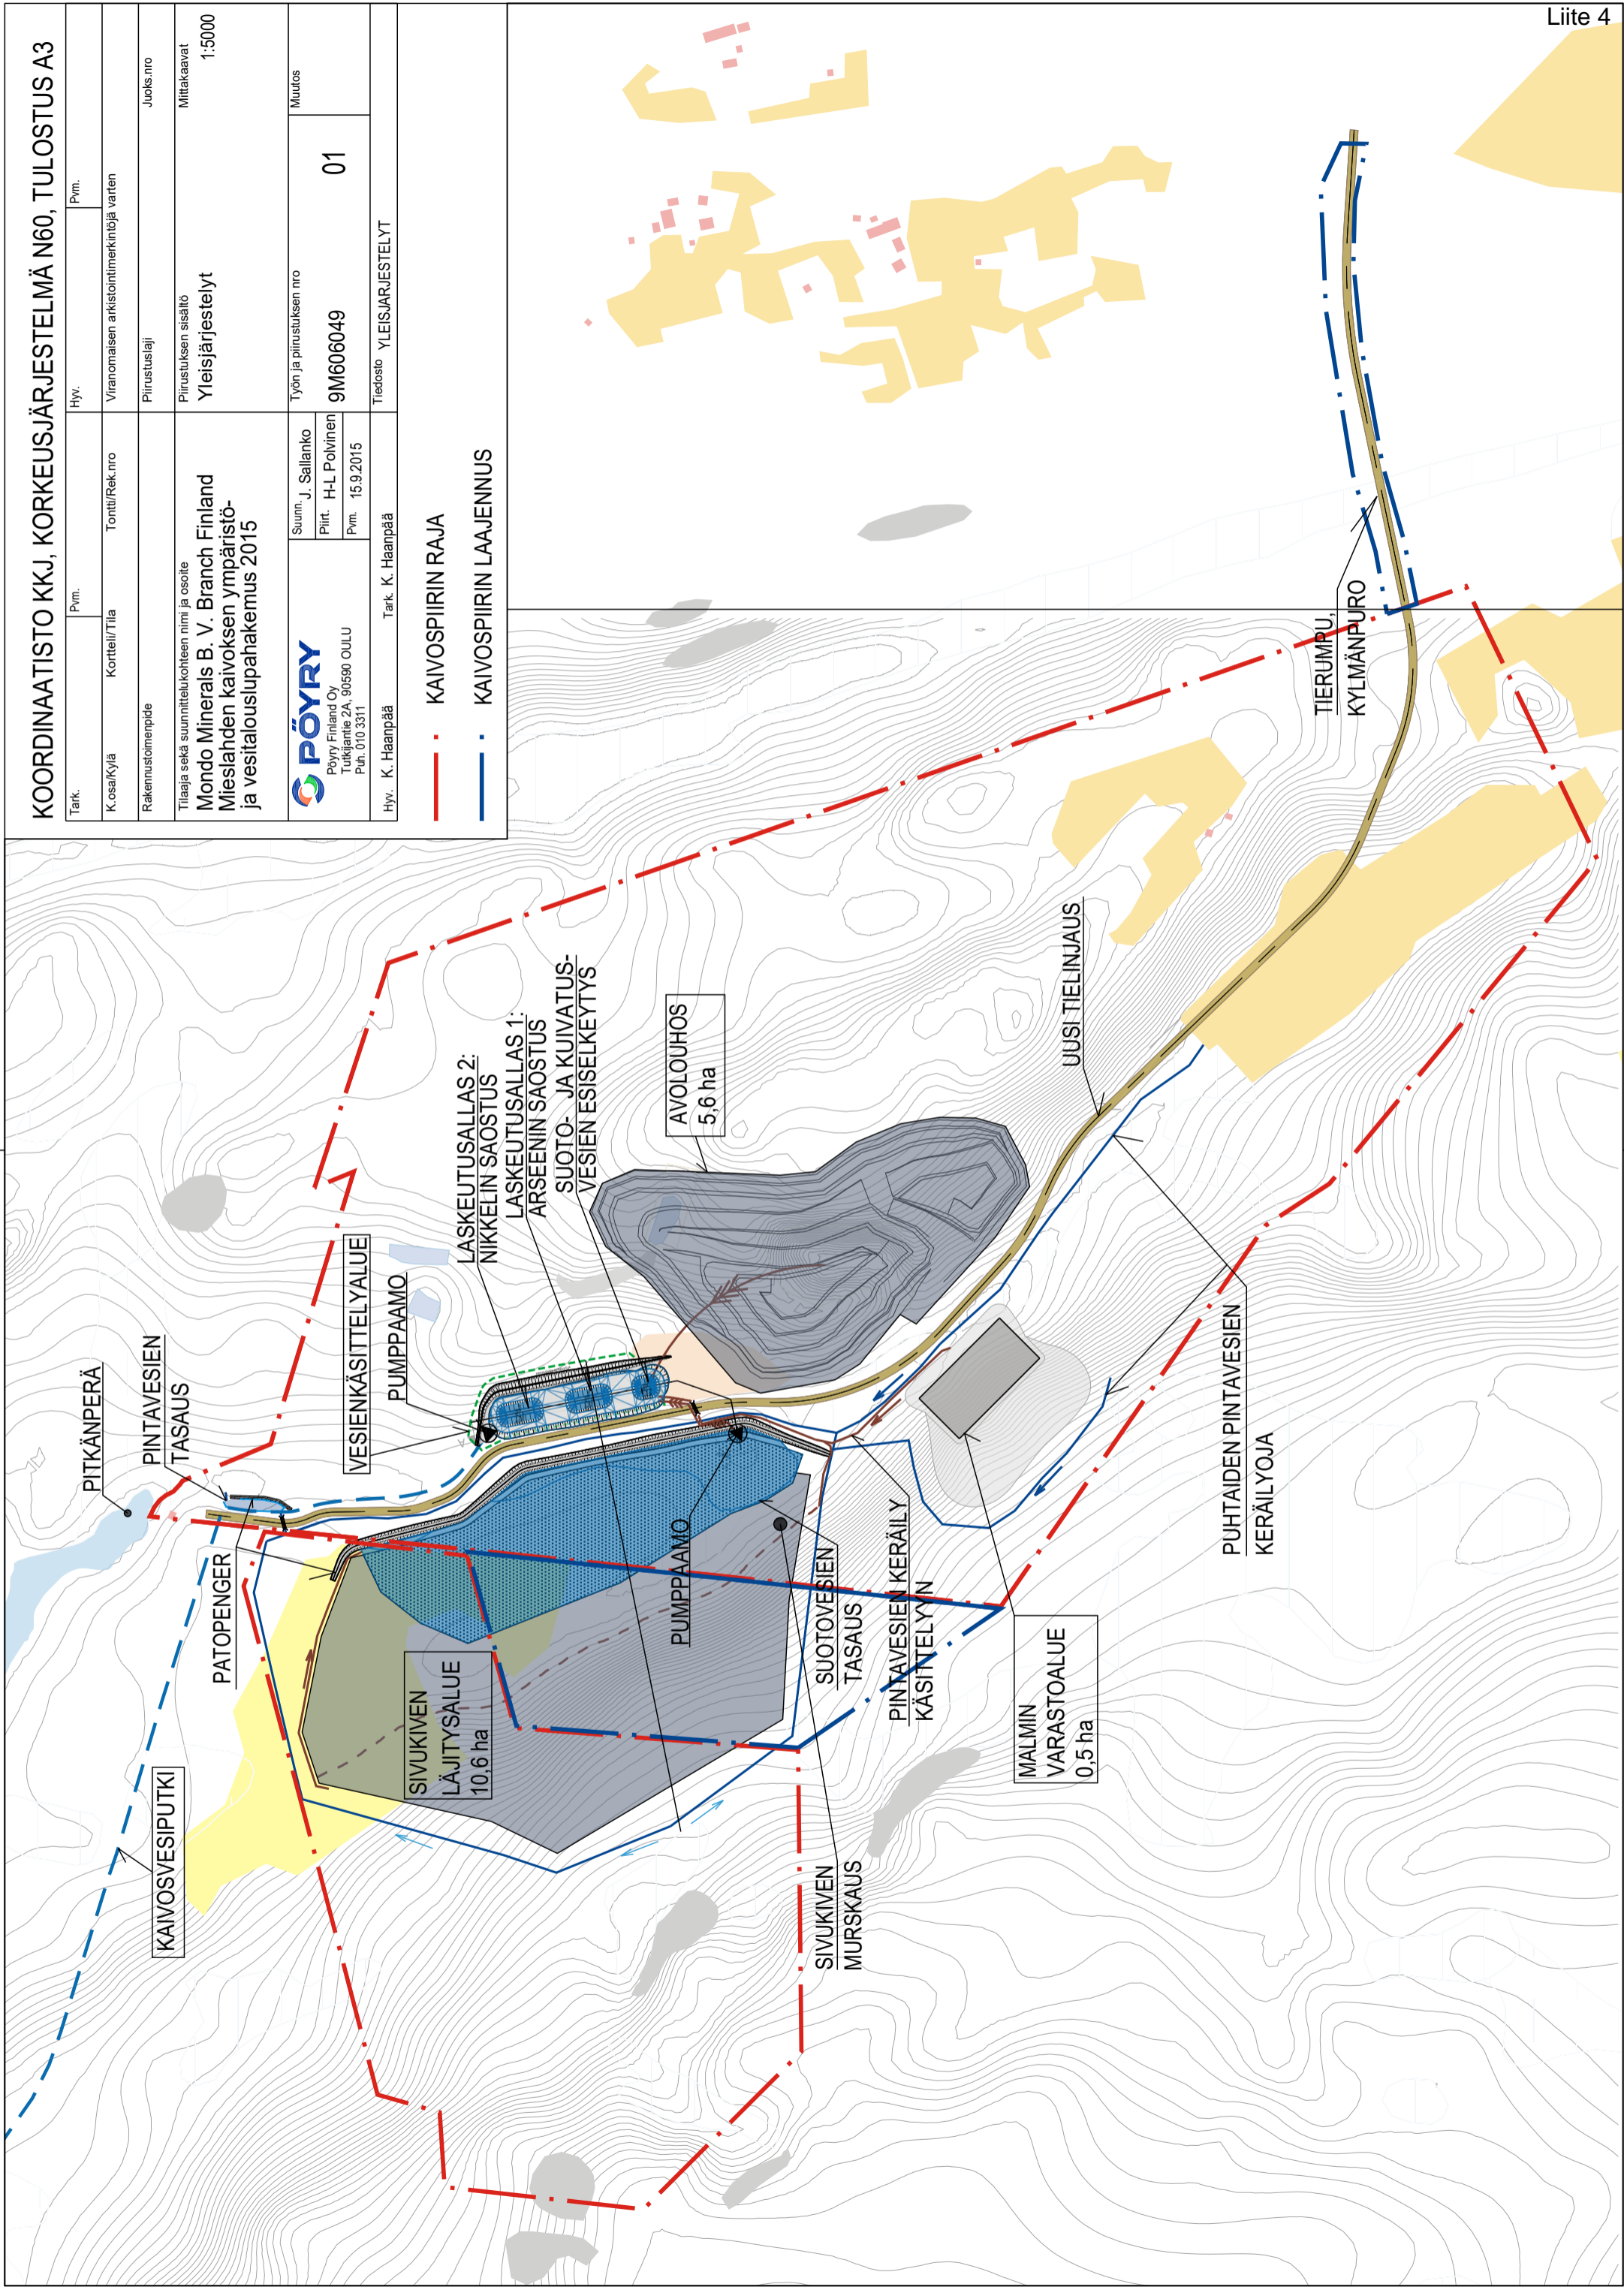 Liite 4
KOORDINAATISTO KKJ, KORKEUSJÄRJESTELMÄ N60, TULOSTUS A3
Tark.
Pvm.
Hyv.
Pvm.
K.osa/Kylä
Kortteli/Tila
Tontti/Rek.nro
Viranomaisen arkistointimerkintöjä varten
Rakennustoimenpide
Piirustuslaji
Juoks.nro
Tilaaja sekä suunnittelukohteen nimi ja osoite
Mondo Minerals B. V. Branch Finland
Mieslahden kaivoksen ympäristö-
ja vesitalouslupahakemus 2015
Piirustuksen sisältö
Yleisjärjestelyt
Mittakaavat
1:5000
PÖYRY
Pöyry Finland Oy
Tutkijantie 2A, 90590 OULU
Puh. 010 3311
Suunn. J. Sallanko
Piirt. H-L Polvinen
Pvm. 15.9.2015
Työn ja piirustuksen nro
9M606049
01
Muutos
Hyv. K. Haanpää
Tark. K. Haanpää
Tiedosto YLEISJARJESTELYT
KAIVOSPIIRIN RAJA
KAIVOSPIIRIN LAAJENNUS
PITKÄNPERÄ
PINTAVESIEN
TASAUS
KAIVOSVESIPUTKI
PATOPENGER
VESIENKÄSITTELYALUE
PUMPPAAMO
LASKEUTUSALLAS 2:
NIKKELIN SAOSTUS
LASKEUTUSALLAS 1:
ARSEENIN SAOSTUS
SUOTO- JA KUIVATUS-
VESIEN ESISELKEYTYS
AVOLOUHOS
5,6 ha
SIVUKIVEN
LÄJITYSALUE
10,6 ha
PUMPPAAMO
SUOTOVESIEN
TASAUS
SIVUKIVEN
MURSKAUS
PINTAVESIEN KERÄILY
KÄSITTELYYN
MALMIN
VARASTOALUE
0,5 ha
UUSI TIELINJAUS
PUHTAIDEN PINTAVESIEN
KERÄILYOJA
TIERUMPU,
KYLMÄNPURO